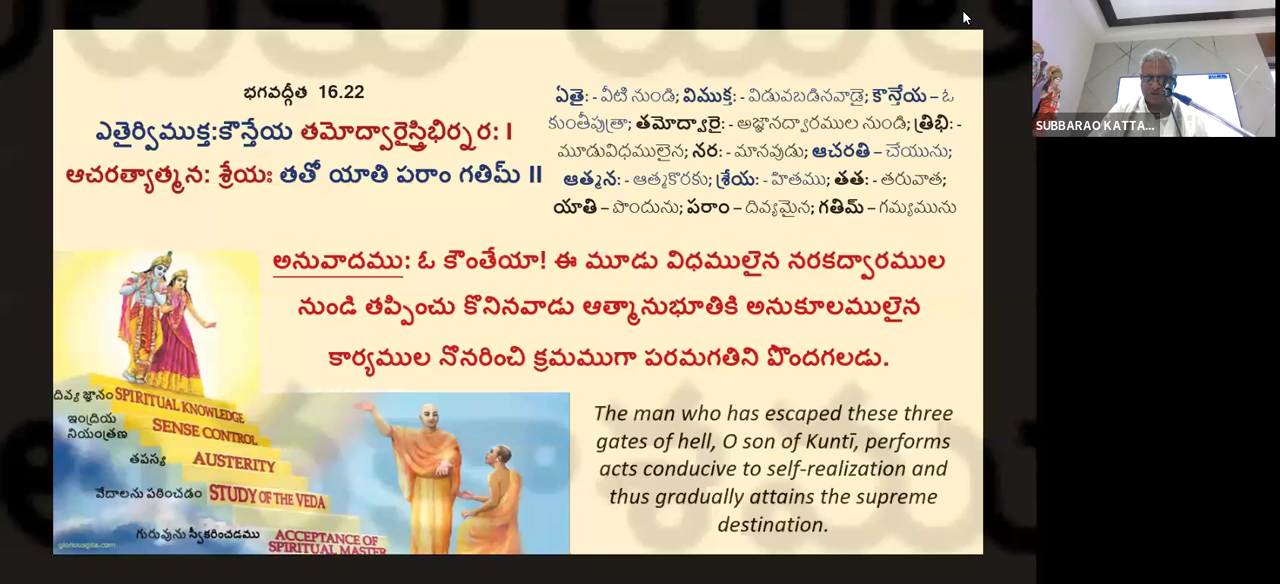 భగవద్గీత 16.22
ఎతైర్విముక్త:కౌన్తేయ తమోద్వారైస్త్రిభిర్నర: I
ఆచరత్యాత్మన: శ్రేయః తతో యాతి పరాం గతిమ్ II
ఏతై: - వీటి నుండి; విముక్త: - విడువబడినవాడై; కౌన్తేయ – ఓ
కుంతీపుత్రా; తమోద్వారై: - అజ్ఞానద్వారముల నుండి; త్రిభి: -
మూడువిధములైన; నర: - మానవుడు; ఆచరతి – చేయును;
ఆత్మన: - ఆత్మకొరకు; శ్రేయ: - హితము; తత: - తరువాత;
యాతి – పొందును; పరాం – దివ్యమైన; గతిమ్ – గమ్యమును
అనువాదము: ఓ కౌంతేయా! ఈ మూడు విధములైన నరకద్వారముల
నుండి తప్పించు కొనినవాడు ఆత్మానుభూతికి అనుకూలములైన
కార్యముల నొనరించి క్రమముగా పరమగతిని పొందగలడు.
దివ్య జ్ఞానం SPIRITUAL KNOWLEDGE
ఇంద్రియ
నియంత్రణ
SENSE CONTROL
తపస్య AUSTERITY
వేదాలను పఠించడం STUDY OF THE VEDA
గురువును స్వీకరించడము ACCEPTANCE OF
SPIRITUAL MASTER
The man who has escaped these three
gates of hell, O son of Kuntī, performs
acts conducive to self-realization and
thus gradually attains the supreme
destination.
SUBBARAO KATTA...